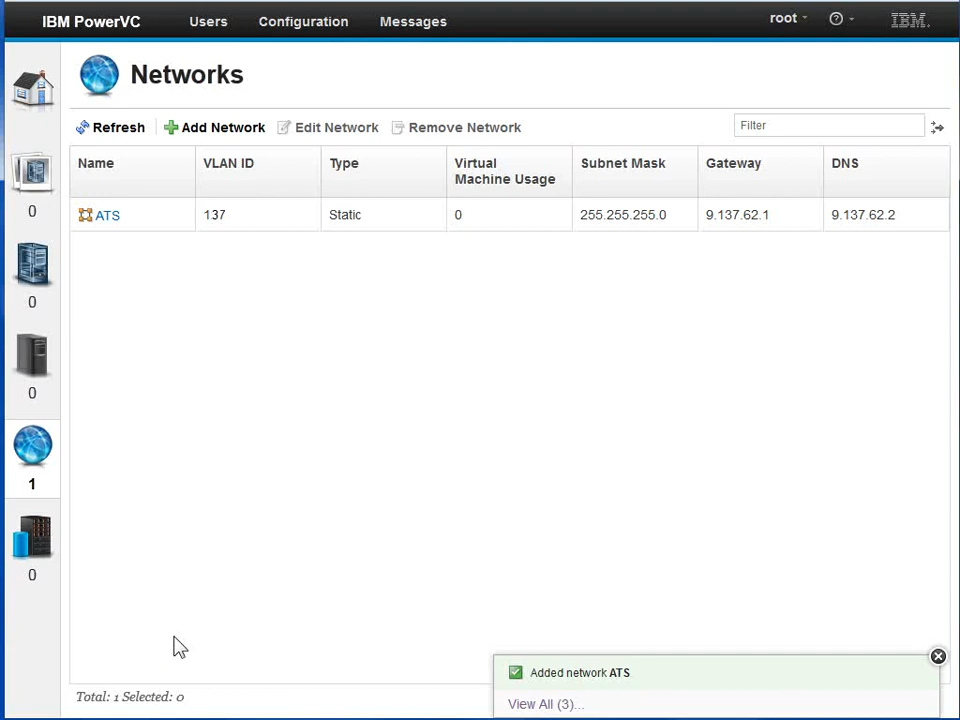 IBM PowerVC Users Configuration Messages root IBM.
Networks
Refresh Add Network Edit Network Remove Network Filter
Name VLAN ID Type Virtual Machine Usage Subnet Mask Gateway DNS
ATS 137 Static 0 255.255.255.0 9.137.62.1 9.137.62.2
0
0
0
1
0
Added network ATS
View All (3)...
Total: 1 Selected: 0